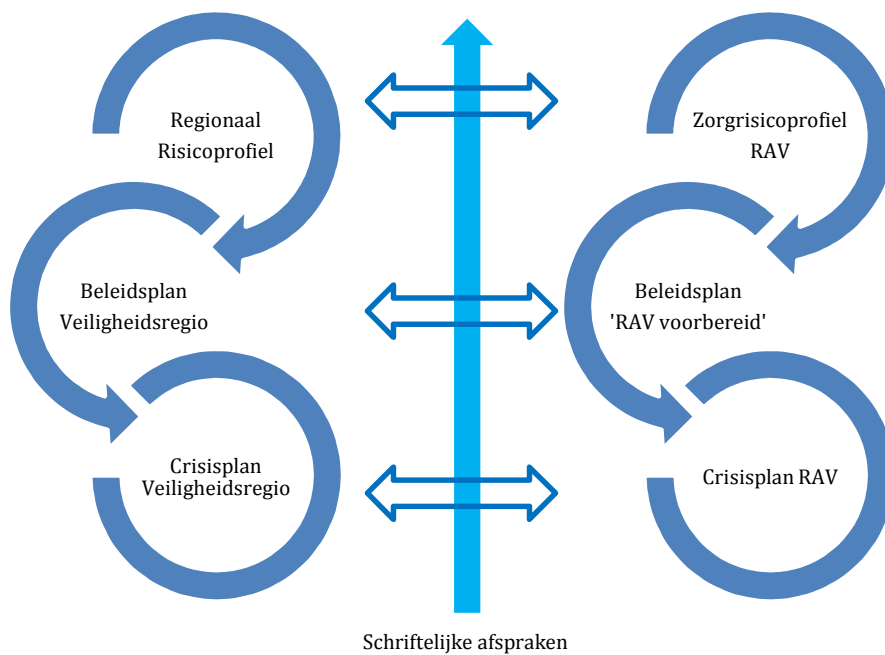 Regionaal
Risicoprofiel
Zorgrisicoprofiel
RAV
Beleidsplan
Veiligheidsregio
Beleidsplan
'RAV voorbereid'
Crisisplan
Veiligheidsregio
Crisisplan RAV
Schriftelijke afspraken